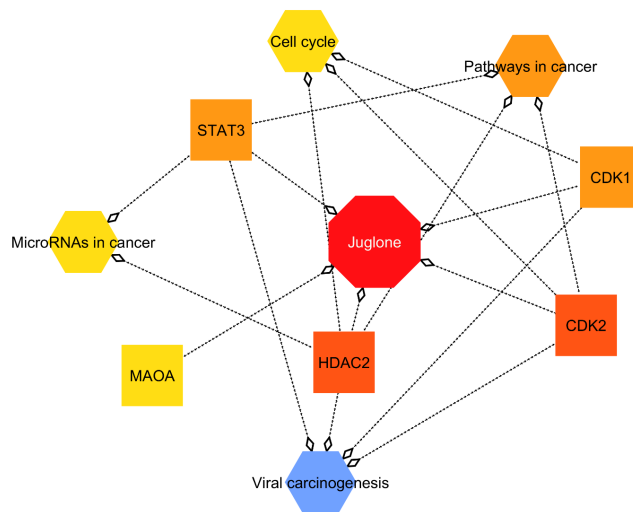 Cell cycle
Pathways in cancer
STAT3
CDK1
MicroRNAs in cancer
Juglone
CDK2
HDAC2
MAOA
Viral carcinogenesis